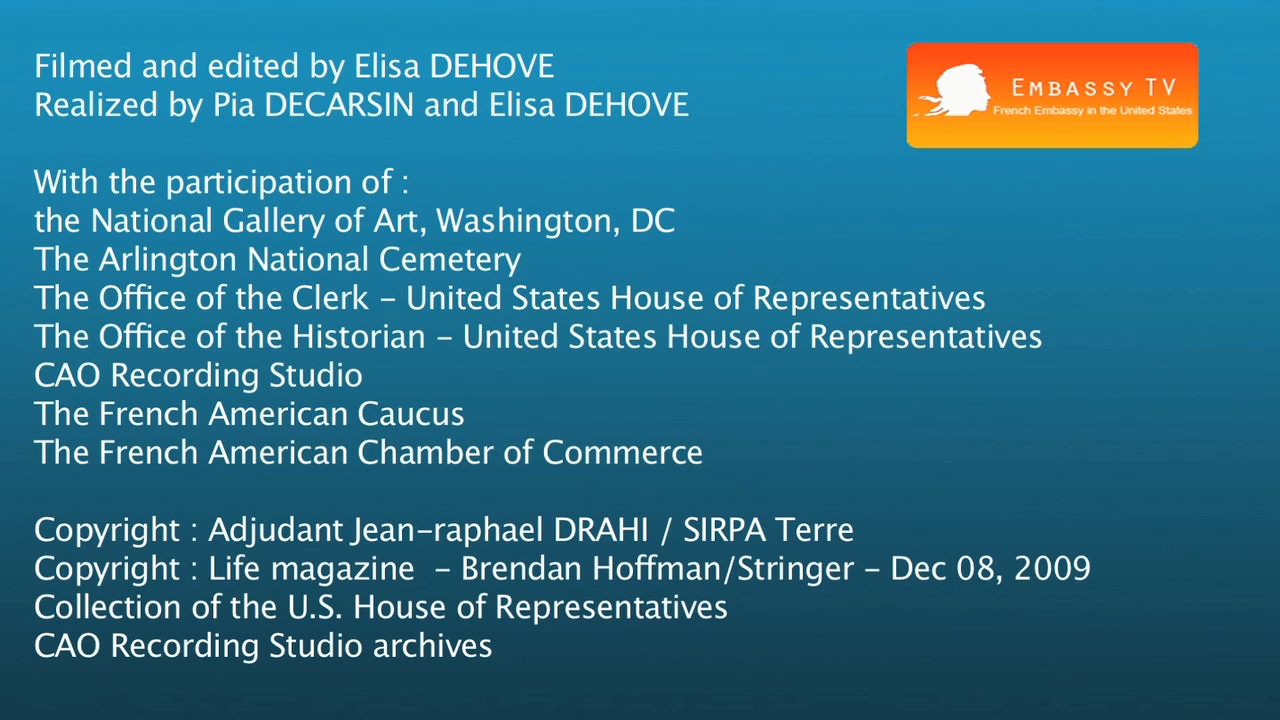 Filmed and edited by Elisa DEHOVE
Realized by Pia DECARSIN and Elisa DEHOVE
EMBASSY TV
French Embassy in the United States
With the participation of :
the National Gallery of Art, Washington, DC
The Arlington National Cemetery
The Office of the Clerk – United States House of Representatives
The Office of the Historian – United States House of Representatives
CAO Recording Studio
The French American Caucus
The French American Chamber of Commerce
Copyright : Adjudant Jean-raphael DRAHI / SIRPA Terre
Copyright : Life magazine – Brendan Hoffman/Stringer – Dec 08, 2009
Collection of the U.S. House of Representatives
CAO Recording Studio archives